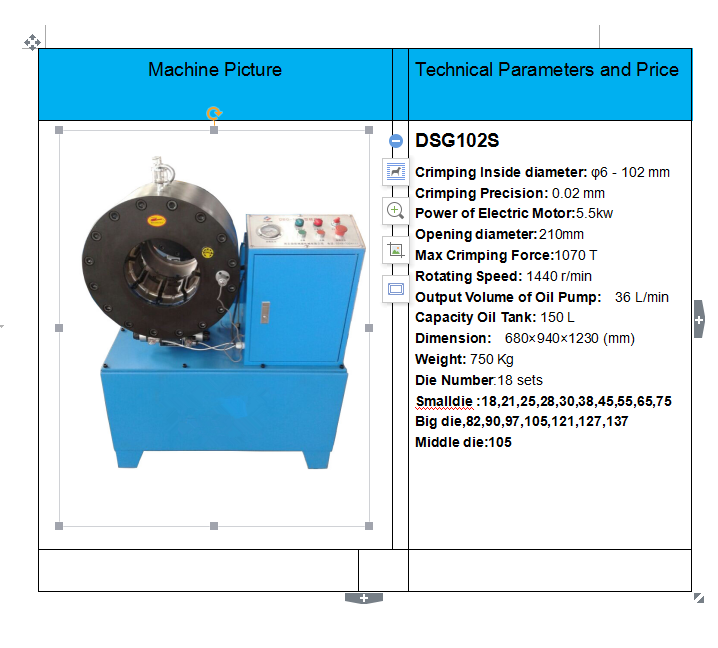 Machine Picture
Technical Parameters and Price
DSG102S
Crimping Inside diameter: φ6 - 102 mm
Crimping Precision: 0.02 mm
Power of Electric Motor:5.5kw
Opening diameter:210mm
Max Crimping Force:1070 T
Rotating Speed: 1440 r/min
Output Volume of Oil Pump: 36 L/min
Capacity Oil Tank: 150 L
Dimension: 680×940×1230 (mm)
Weight: 750 Kg
Die Number:18 sets
Smalldie :18,21,25,28,30,38,45,55,65,75
Big die,82,90,97,105,121,127,137
Middle die:105